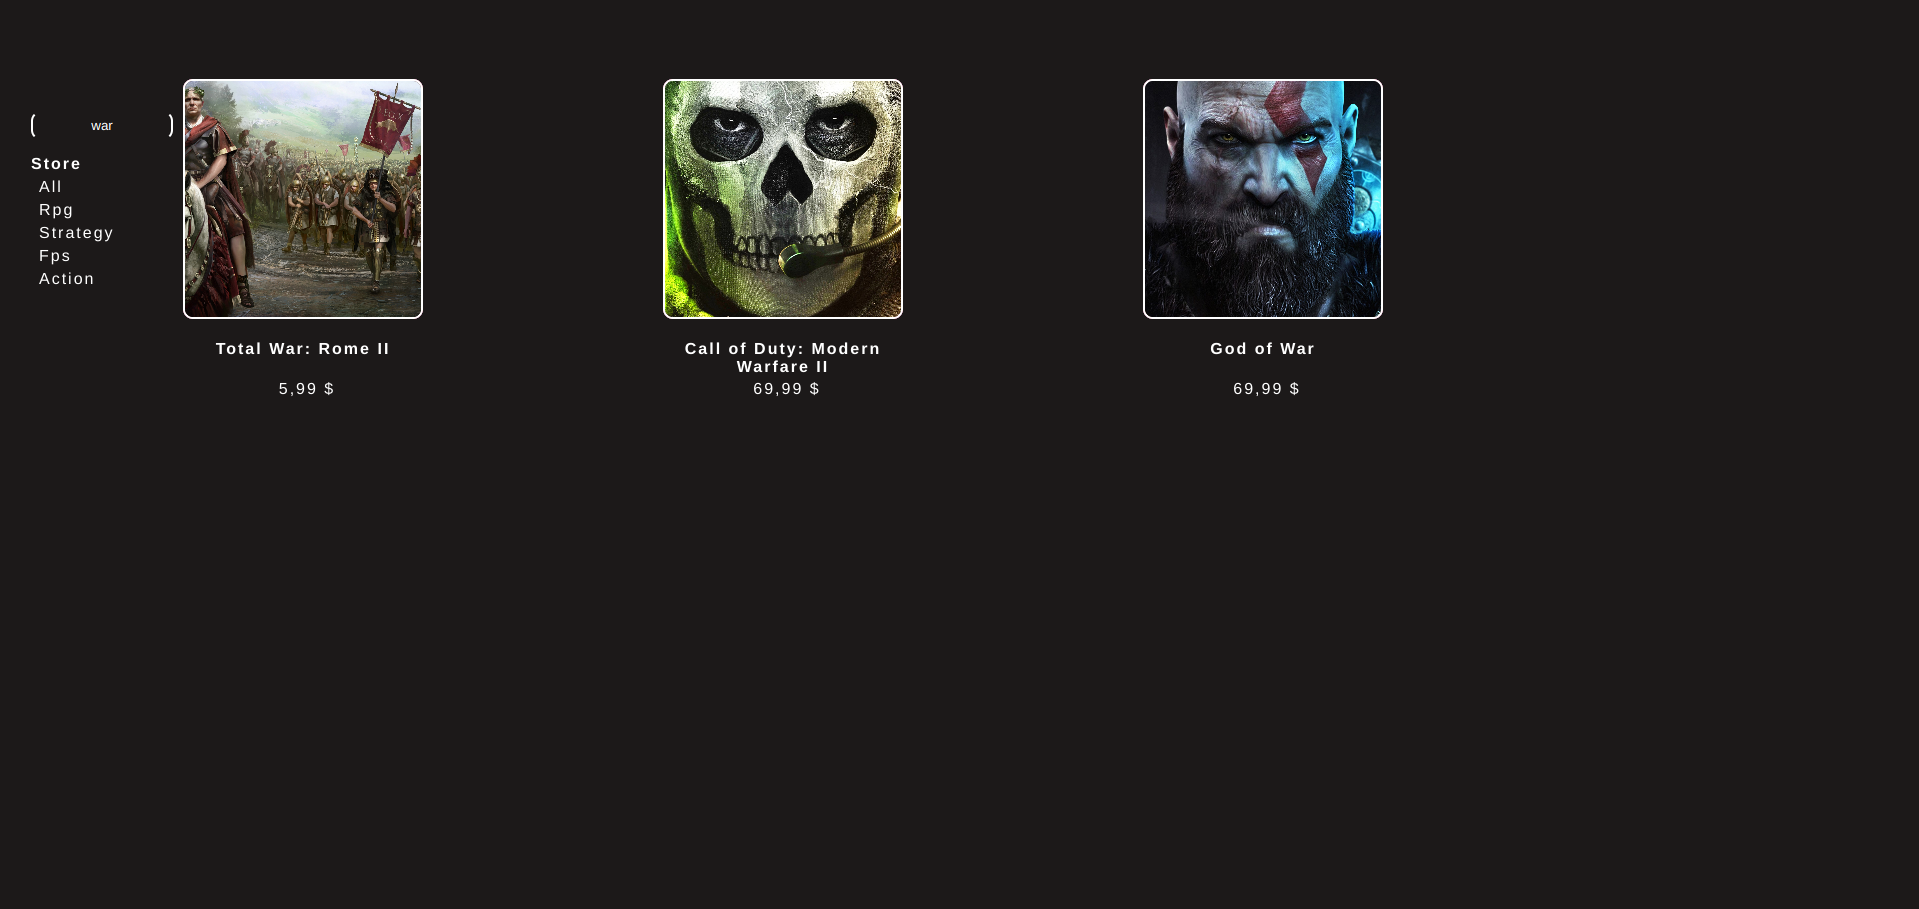 war
Store
All
Rpg
Strategy
Fps
Action
Total War: Rome II
5,99 $
Call of Duty: Modern
Warfare II
69,99 $
God of War
69,99 $